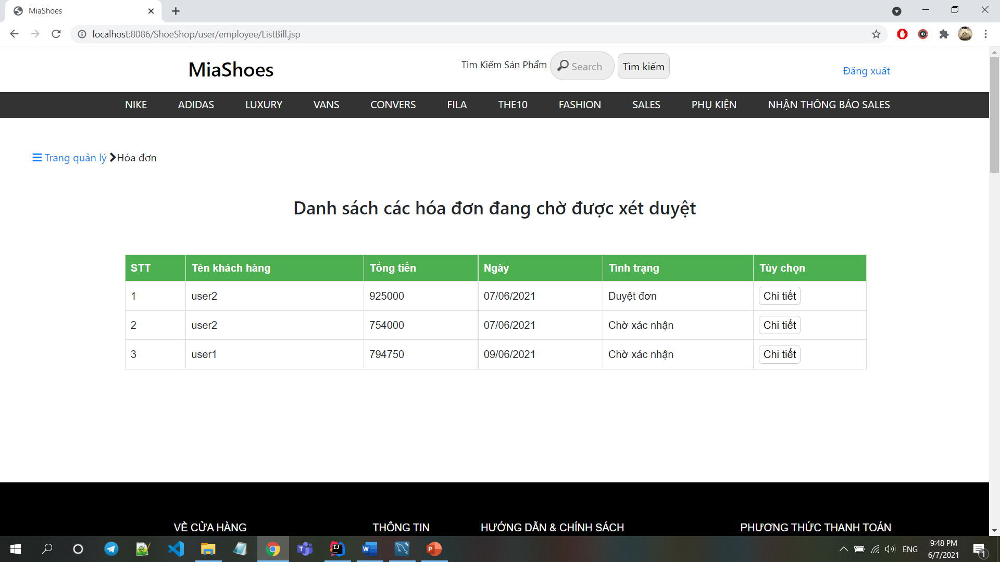 MiaShoes
localhost:8086/ShoeShop/user/employee/ListBill.jsp
MiaShoes
Tìm Kiếm Sản Phẩm Search Tìm kiếm
Đăng xuất
NIKE ADIDAS LUXURY VANS CONVERS FILA THE10 FASHION SALES PHỤ KIỆN NHẬN THÔNG BÁO SALES
Trang quản lý Hóa đơn
Danh sách các hóa đơn đang chờ được xét duyệt
STT Tên khách hàng Tổng tiền Ngày Tình trạng Tùy chọn
1 user2 925000 07/06/2021 Duyệt đơn Chi tiết
2 user2 754000 07/06/2021 Chờ xác nhận Chi tiết
3 user1 794750 09/06/2021 Chờ xác nhận Chi tiết
VỀ CỬA HÀNG THÔNG TIN HƯỚNG DẪN & CHÍNH SÁCH PHƯƠNG THỨC THANH TOÁN
ENG
9:48 PM
6/7/2021
1